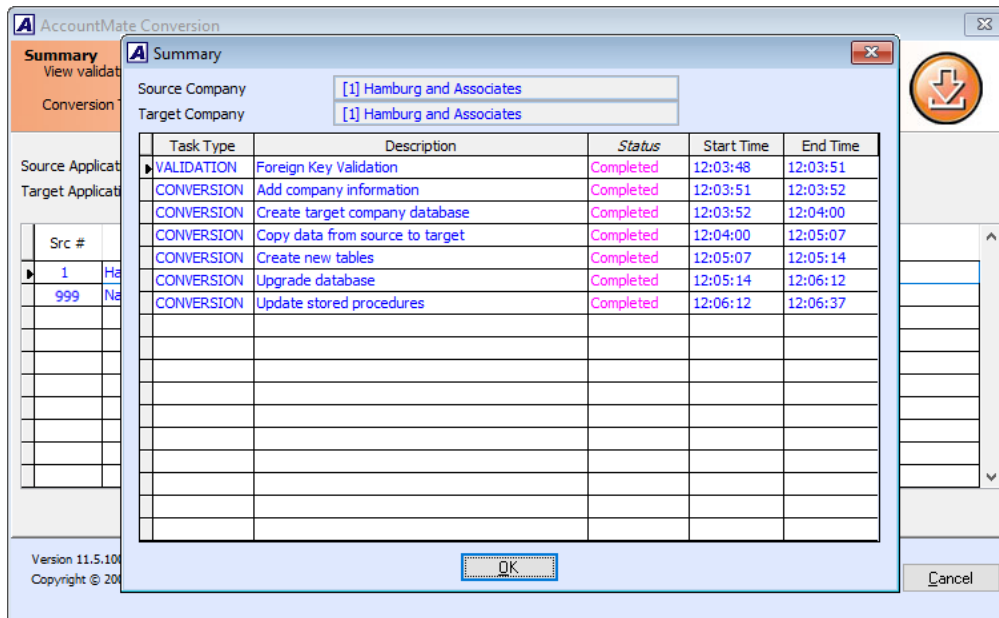 AccountMate Conversion
Summary
View validat
Conversion T
Source Applicati
Target Applicati
Src #
1 Ha
999 Na
Version 11.5.100
Copyright © 200
Cancel
Summary
Source Company [1] Hamburg and Associates
Target Company [1] Hamburg and Associates
Task Type Description Status Start Time End Time
VALIDATION Foreign Key Validation Completed 12:03:48 12:03:51
CONVERSION Add company information Completed 12:03:51 12:03:52
CONVERSION Create target company database Completed 12:03:52 12:04:00
CONVERSION Copy data from source to target Completed 12:04:00 12:05:07
CONVERSION Create new tables Completed 12:05:07 12:05:14
CONVERSION Upgrade database Completed 12:05:14 12:06:12
CONVERSION Update stored procedures Completed 12:06:12 12:06:37
OK